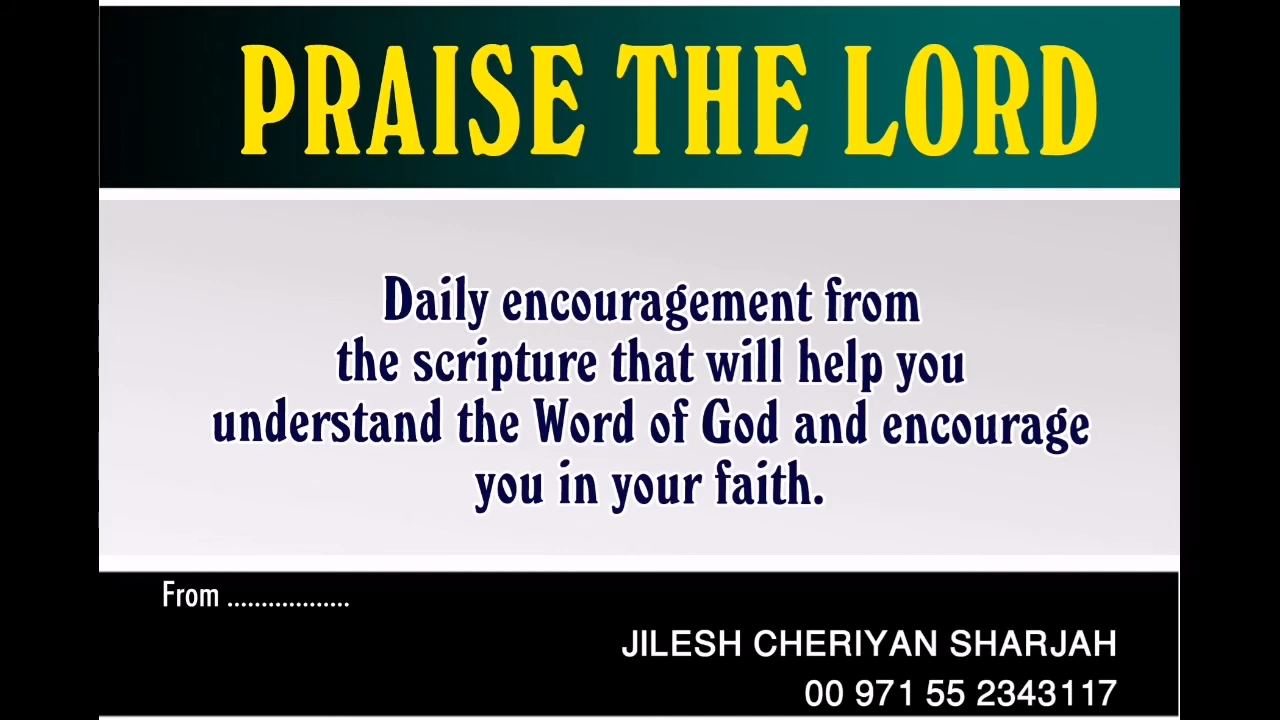 PRAISE THE LORD
Daily encouragement from
the scripture that will help you
understand the Word of God and encourage
you in your faith.
From ..................
JILESH CHERIYAN SHARJAH
00 971 55 2343117